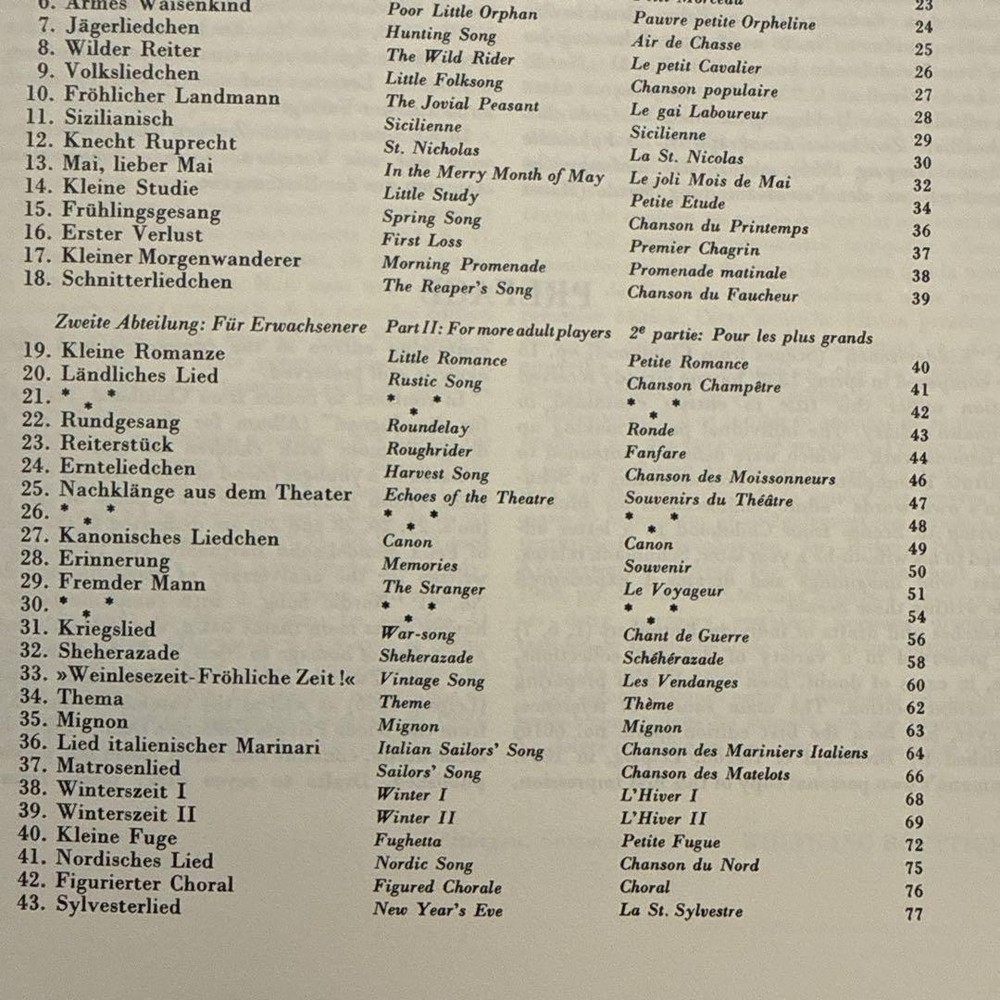 6. Armes Waisenkind Poor Little Orphan Pauvre petite Orpheline 23
7. Jägerliedchen Hunting Song Air de Chasse 24
8. Wilder Reiter The Wild Rider Le petit Cavalier 25
9. Volksliedchen Little Folksong Chanson populaire 26
10. Fröhlicher Landmann The Jovial Peasant Le gai Laboureur 27
11. Sizilianisch Sicilienne Sicilienne 28
12. Knecht Ruprecht St. Nicholas La St. Nicolas 29
13. Mai, lieber Mai In the Merry Month of May Le joli Mois de Mai 30
14. Kleine Studie Little Study Petite Etude 32
15. Frühlingsgesang Spring Song Chanson du Printemps 34
16. Erster Verlust First Loss Premier Chagrin 36
17. Kleiner Morgenwanderer Morning Promenade Promenade matinale 37
18. Schnitterliedchen The Reaper's Song Chanson du Faucheur 38
39
Zweite Abteilung: Für Erwachsenere Part II: For more adult players 2e partie: Pour les plus grands
19. Kleine Romanze Little Romance Petite Romance 40
20. Ländliches Lied Rustic Song Chanson Champêtre 41
21. * * * * * * * * * 42
22. Rundgesang Roundelay Ronde 43
23. Reiterstück Roughrider Fanfare 44
24. Ernteliedchen Harvest Song Chanson des Moissonneurs 46
25. Nachklänge aus dem Theater Echoes of the Theatre Souvenirs du Théâtre 47
26. * * * * * * * * * 48
27. Kanonisches Liedchen Canon Canon 49
28. Erinnerung Memories Souvenir 50
29. Fremder Mann The Stranger Le Voyageur 51
30. * * * * * * * * * 54
31. Kriegslied War-song Chant de Guerre 56
32. Sheherazade Sheherazade Schéhérazade 58
33. »Weinlesezeit-Fröhliche Zeit!« Vintage Song Les Vendanges 60
34. Thema Theme Thème 62
35. Mignon Mignon Mignon 63
36. Lied italienischer Marinari Italian Sailors' Song Chanson des Mariniers Italiens 64
37. Matrosenlied Sailors' Song Chanson des Matelots 66
38. Winterszeit I Winter I L'Hiver I 68
39. Winterszeit II Winter II L'Hiver II 69
40. Kleine Fuge Fughetta Petite Fugue 72
41. Nordisches Lied Nordic Song Chanson du Nord 75
42. Figurierter Choral Figured Chorale Choral 76
43. Sylvesterlied New Year's Eve La St. Sylvestre 77